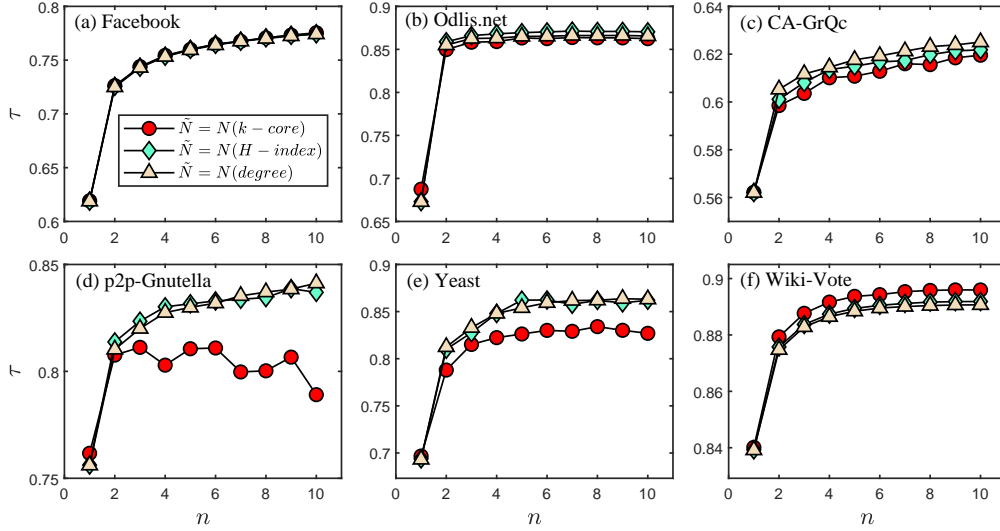 (a) Facebook
(b) Odlis.net
(c) CA-GrQc
τ
0.8
0.75
0.7
0.65
0.6
0 2 4 6 8 10
Ñ = N(k − core)
Ñ = N(H − index)
Ñ = N(degree)
0.9
0.85
0.8
0.75
0.7
0.65
0 2 4 6 8 10
0.64
0.6
0.56
0 2 4 6 8 10
(d) p2p-Gnutella
(e) Yeast
(f) Wiki-Vote
τ
0.85
0.8
0.75
0 2 4 6 8 10
n
0.9
0.85
0.8
0.75
0.7
0 2 4 6 8 10
n
0.9
0.88
0.86
0.84
0 2 4 6 8 10
n